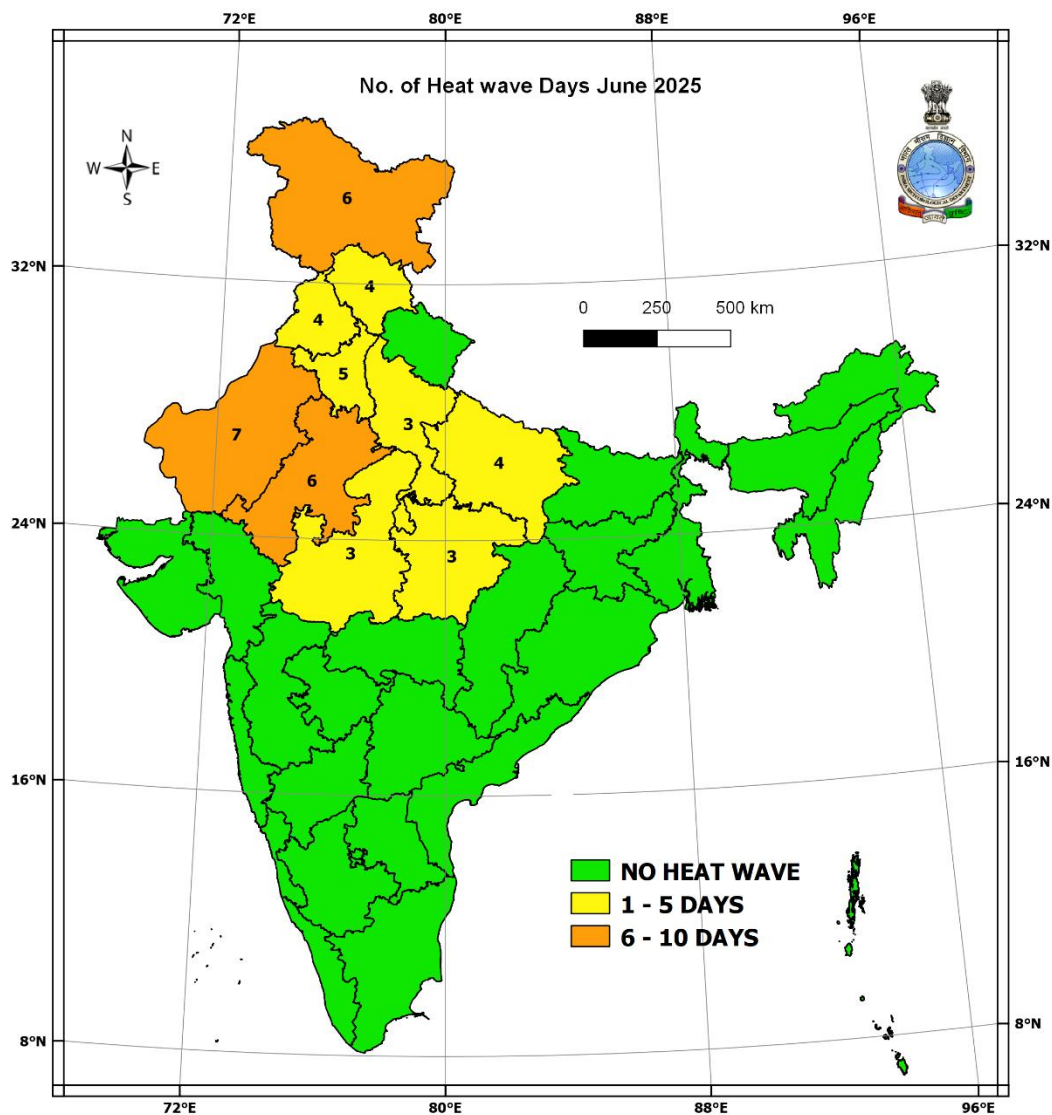 72°E 80°E 88°E 96°E
No. of Heat wave Days June 2025
N
W E
S
6
32°N 32°N
4
0 250 500 km
4
5
7
3
6
4
24°N 24°N
3
3
16°N 16°N
NO HEAT WAVE
1 - 5 DAYS
6 - 10 DAYS
8°N 8°N
72°E 80°E 88°E 96°E